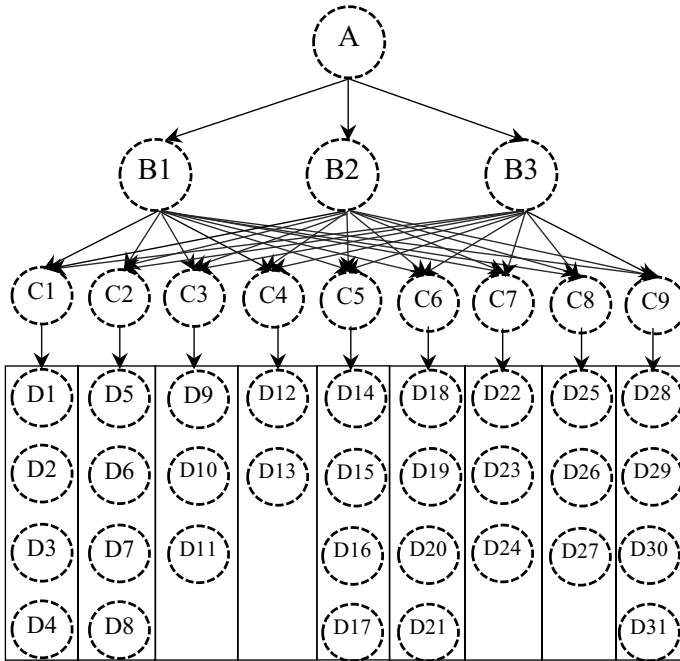 A
B1 B2 B3
C1 C2 C3 C4 C5 C6 C7 C8 C9
D1 D5 D9 D12 D14 D18 D22 D25 D28
D2 D6 D10 D13 D15 D19 D23 D26 D29
D3 D7 D11 D16 D20 D24 D27 D30
D4 D8 D17 D21 D31